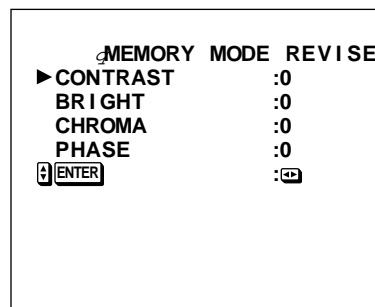 MEMORY MODE REVISE
►CONTRAST :0
BRIGHT :0
CHROMA :0
PHASE :0
ENTER :